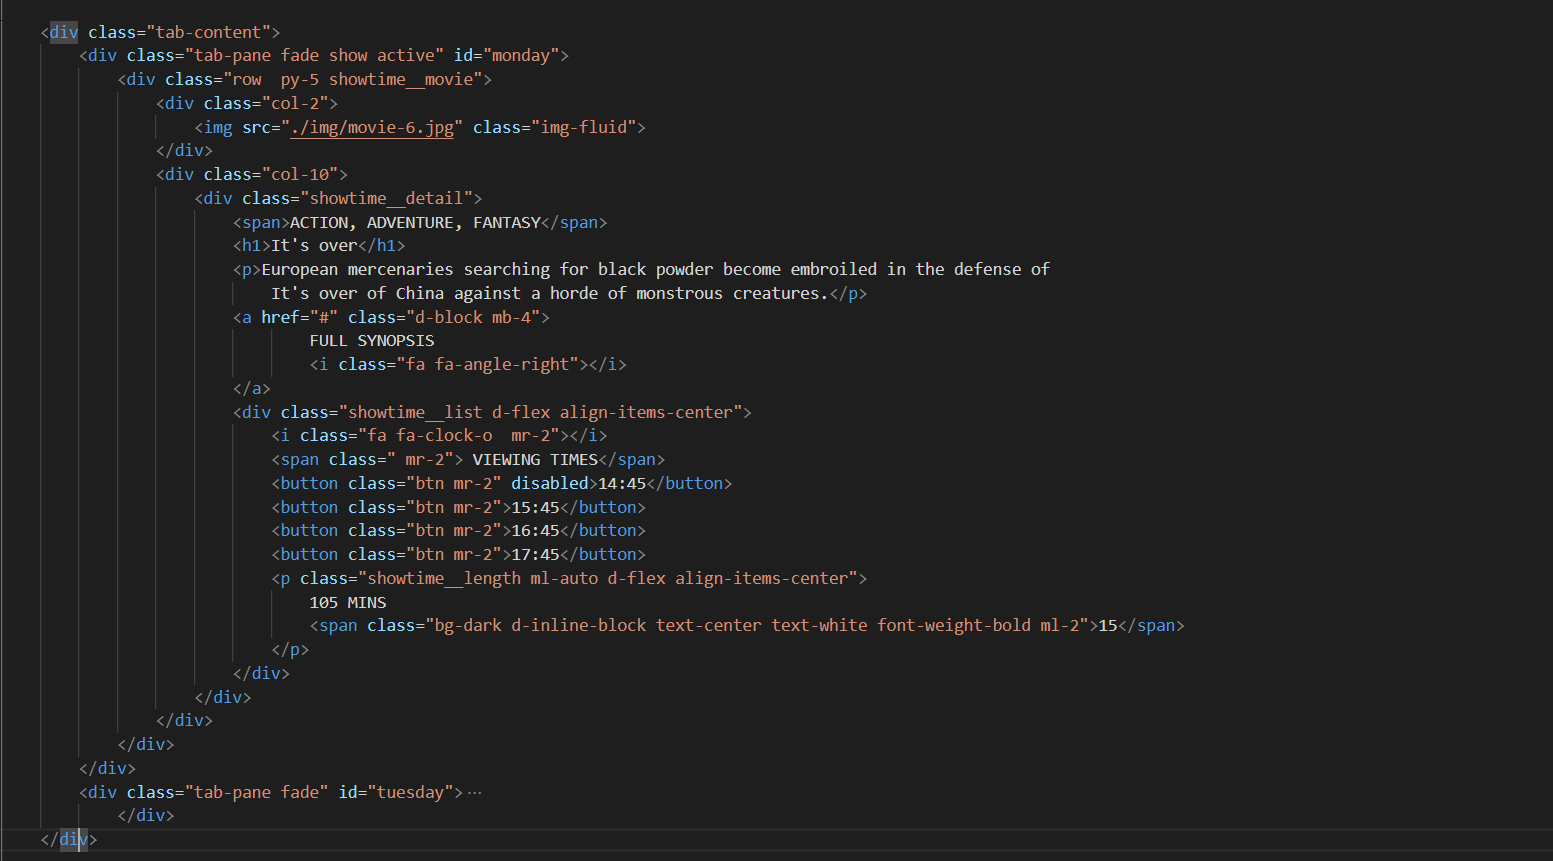 <div class="tab-content">
<div class="tab-pane fade show active" id="monday">
<div class="row  py-5 showtime__movie">
<div class="col-2">
<img src="./img/movie-6.jpg" class="img-fluid">
</div>
<div class="col-10">
<div class="showtime__detail">
<span>ACTION, ADVENTURE, FANTASY</span>
<h1>It's over</h1>
<p>European mercenaries searching for black powder become embroiled in the defense of
It's over of China against a horde of monstrous creatures.</p>
<a href="#" class="d-block mb-4">
FULL SYNOPSIS
<i class="fa fa-angle-right"></i>
</a>
<div class="showtime__list d-flex align-items-center">
<i class="fa fa-clock-o  mr-2"></i>
<span class=" mr-2"> VIEWING TIMES</span>
<button class="btn mr-2" disabled>14:45</button>
<button class="btn mr-2">15:45</button>
<button class="btn mr-2">16:45</button>
<button class="btn mr-2">17:45</button>
<p class="showtime__length ml-auto d-flex align-items-center">
105 MINS
<span class="bg-dark d-inline-block text-center text-white font-weight-bold ml-2">15</span>
</p>
</div>
</div>
</div>
</div>
</div>
<div class="tab-pane fade" id="tuesday">⋯
</div>
</div>